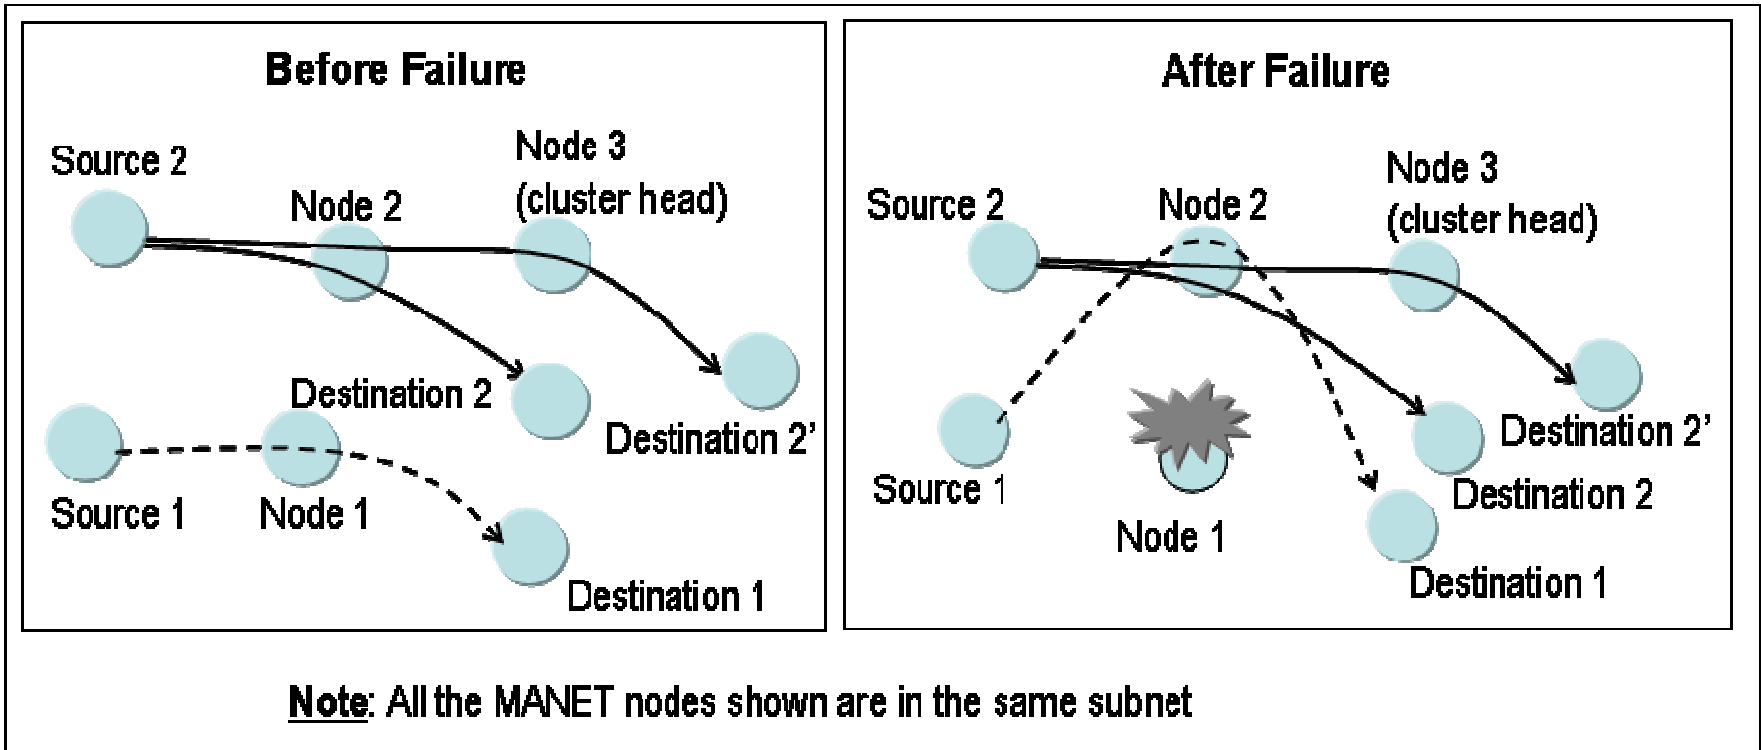 Before Failure
Source 2
Node 2
Node 3
(cluster head)
Destination 2
Destination 2’
Source 1
Node 1
Destination 1
After Failure
Source 2
Node 2
Node 3
(cluster head)
Destination 2’
Source 1
Destination 2
Node 1
Destination 1
Note: All the MANET nodes shown are in the same subnet